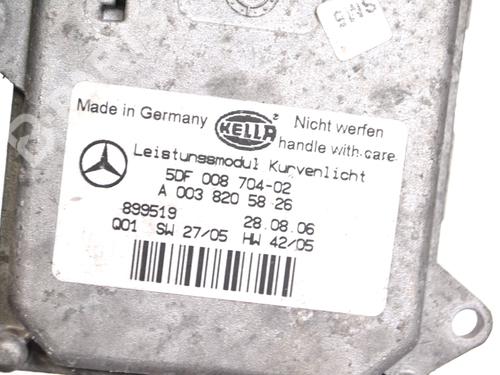 SMS
Made in Germany
HELLA
Nicht werfen
handle with care
Leistungsmodul Kurvenlicht
5DF 008 704-02
A 003 820 58 26
899519 28.08.06
Q01 SW 27/05 HW 42/05